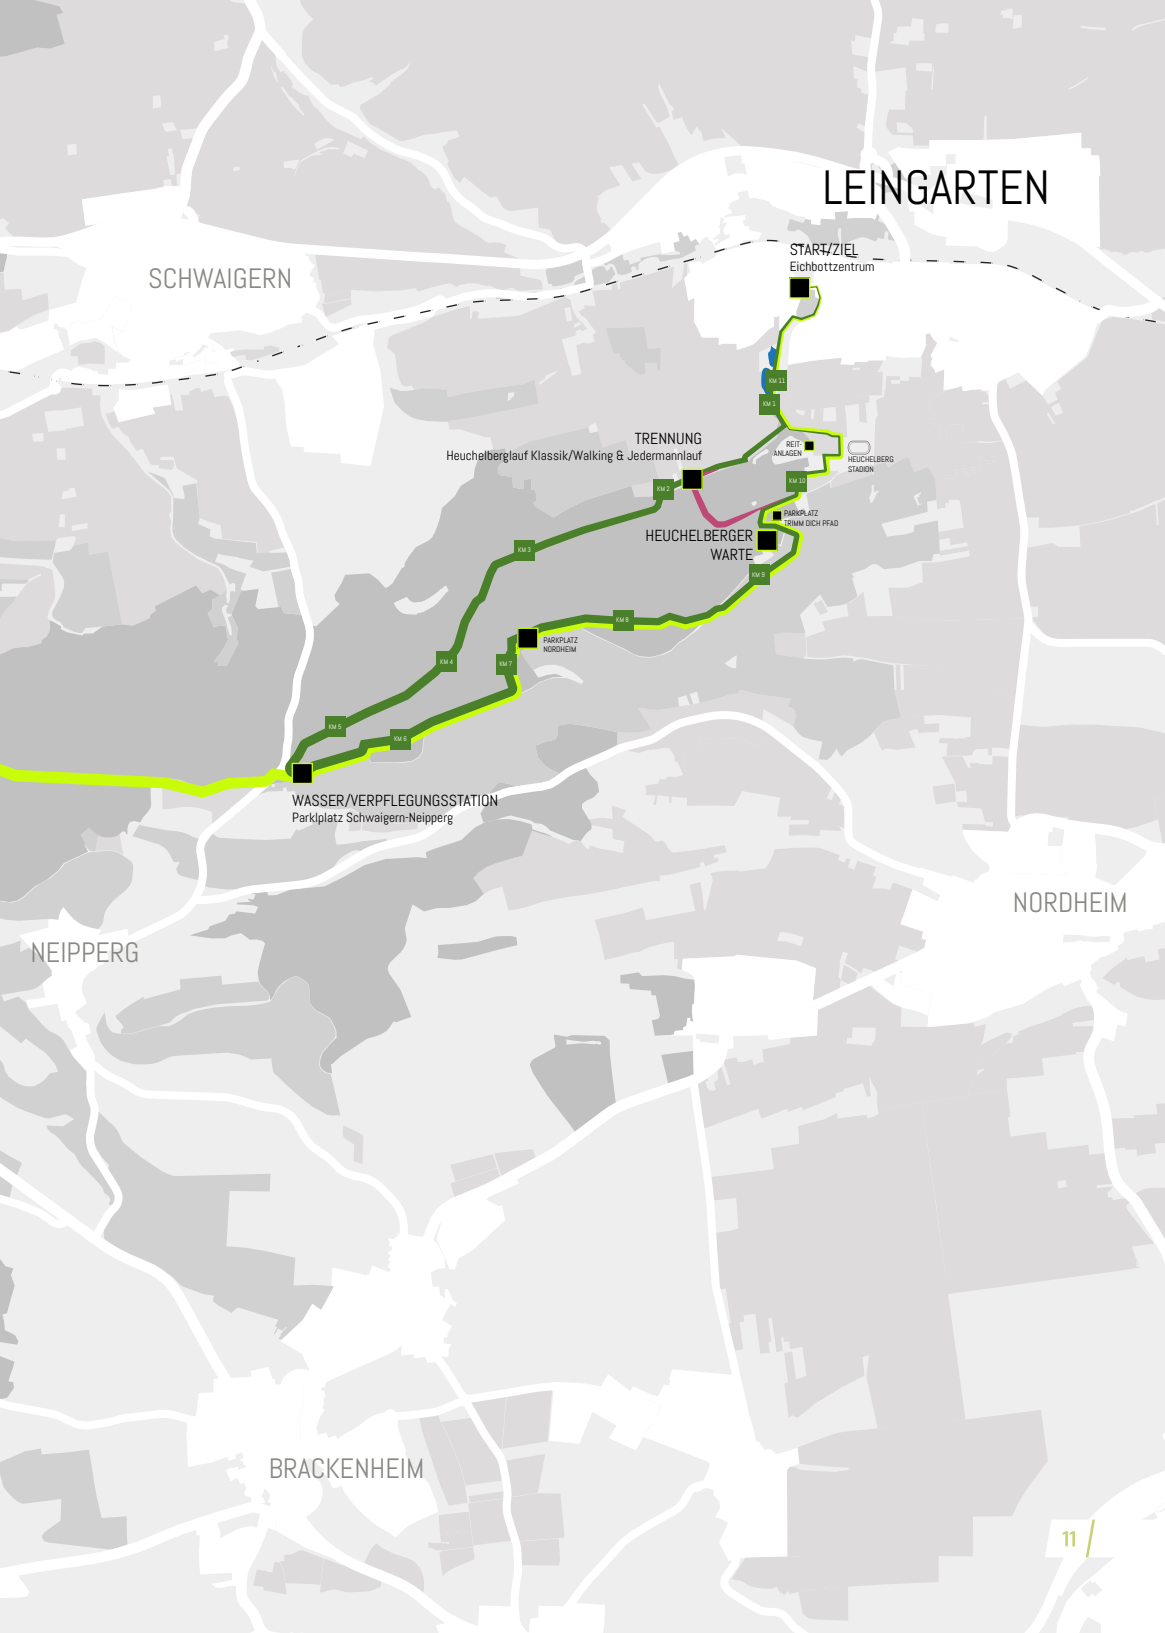 LEINGARTEN
START/ZIEL
Eichbottzentrum
SCHWAIGERN
KM 11
KM 1
TRENNUNG
Heuchelberglauf Klassik/Walking & Jedermannlauf
REIT-
ANLAGEN
HEUCHELBERG
STADION
KM 10
KM 2
PARKPLATZ
TRIMM DICH PFAD
HEUCHELBERGER
WARTE
KM 3
KM 9
KM 8
PARKPLATZ
NORDHEIM
KM 4
KM 7
KM 5
KM 6
WASSER/VERPFLEGUNGSSTATION
Parklplatz Schwaigern-Neipperg
NORDHEIM
NEIPPERG
BRACKENHEIM
11 /